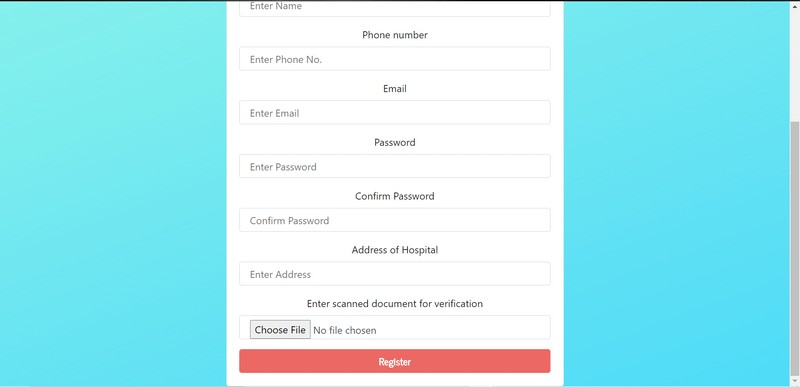 Enter Name
Phone number
Enter Phone No.
Email
Enter Email
Password
Enter Password
Confirm Password
Confirm Password
Address of Hospital
Enter Address
Enter scanned document for verification
Choose File No file chosen
Register